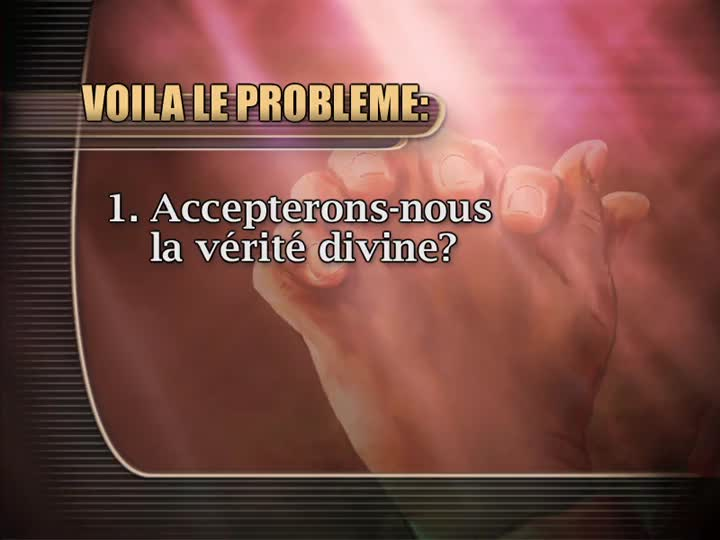 VOILA LE PROBLEME:
1. Accepterons-nous
la vérité divine?